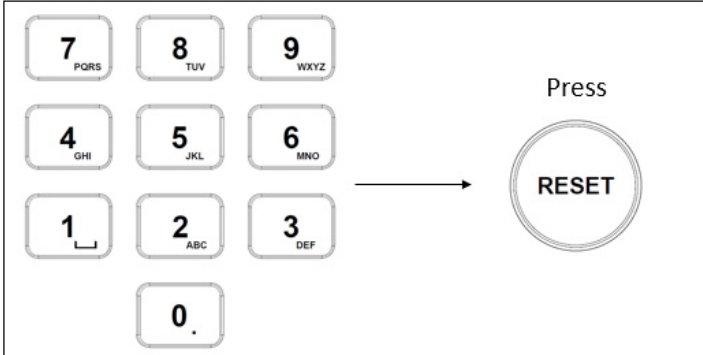 7 PQRS 8 TUV 9 WXYZ
Press
4 GHI 5 JKL 6 MNO
RESET
1 2 ABC 3 DEF
0 .